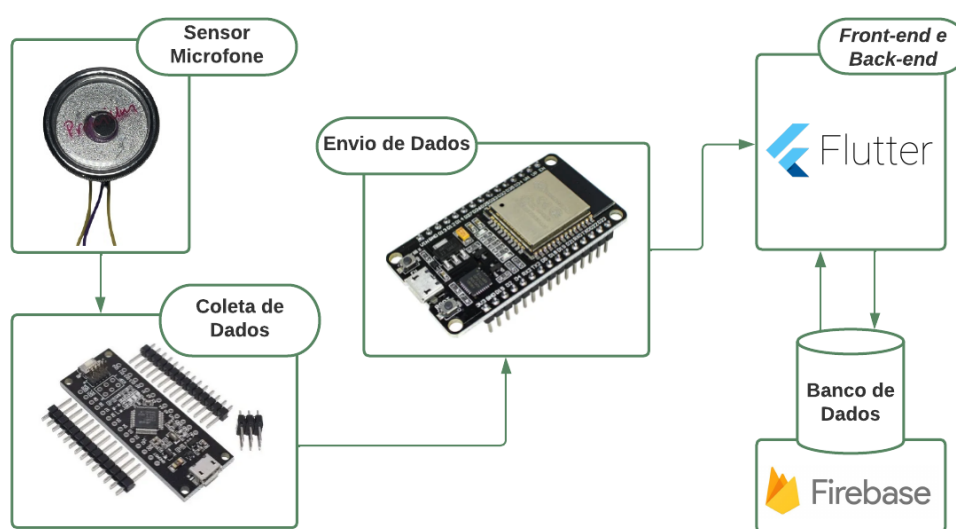 Sensor
Microfone
Coleta de
Dados
Envio de Dados
Front-end e
Back-end
Flutter
Banco de
Dados
Firebase